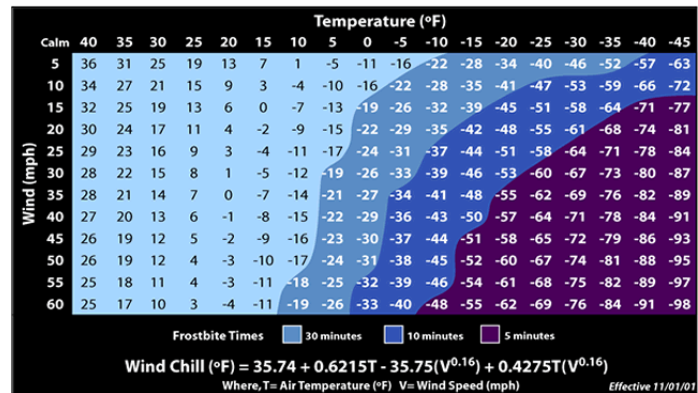 Temperature (ºF)
Calm 40 35 30 25 20 15 10 5 0 -5 -10 -15 -20 -25 -30 -35 -40 -45
5 36 31 25 19 13 7 1 -5 -11 -16 -22 -28 -34 -40 -46 -52 -57 -63
10 34 27 21 15 9 3 -4 -10 -16 -22 -28 -35 -41 -47 -53 -59 -66 -72
15 32 25 19 13 6 0 -7 -13 -19 -26 -32 -39 -45 -51 -58 -64 -71 -77
20 30 24 17 11 4 -2 -9 -15 -22 -29 -35 -42 -48 -55 -61 -68 -74 -81
25 29 23 16 9 3 -4 -11 -17 -24 -31 -37 -44 -51 -58 -64 -71 -78 -84
30 28 22 15 8 1 -5 -12 -19 -26 -33 -39 -46 -53 -60 -67 -73 -80 -87
35 28 21 14 7 0 -7 -14 -21 -27 -34 -41 -48 -55 -62 -69 -76 -82 -89
40 27 20 13 6 -1 -8 -15 -22 -29 -36 -43 -50 -57 -64 -71 -78 -84 -91
45 26 19 12 5 -2 -9 -16 -23 -30 -37 -44 -51 -58 -65 -72 -79 -86 -93
50 26 19 12 4 -3 -10 -17 -24 -31 -38 -45 -52 -60 -67 -74 -81 -88 -95
55 25 18 11 4 -3 -11 -18 -25 -32 -39 -46 -54 -61 -68 -75 -82 -89 -97
60 25 17 10 3 -4 -11 -19 -26 -33 -40 -48 -55 -62 -69 -76 -84 -91 -98
Wind (mph)
Frostbite Times 30 minutes 10 minutes 5 minutes
Wind Chill (ºF) = 35.74 + 0.6215T - 35.75(V^0.16) + 0.4275T(V^0.16)
Where, T= Air Temperature (ºF) V= Wind Speed (mph)
Effective 11/01/01